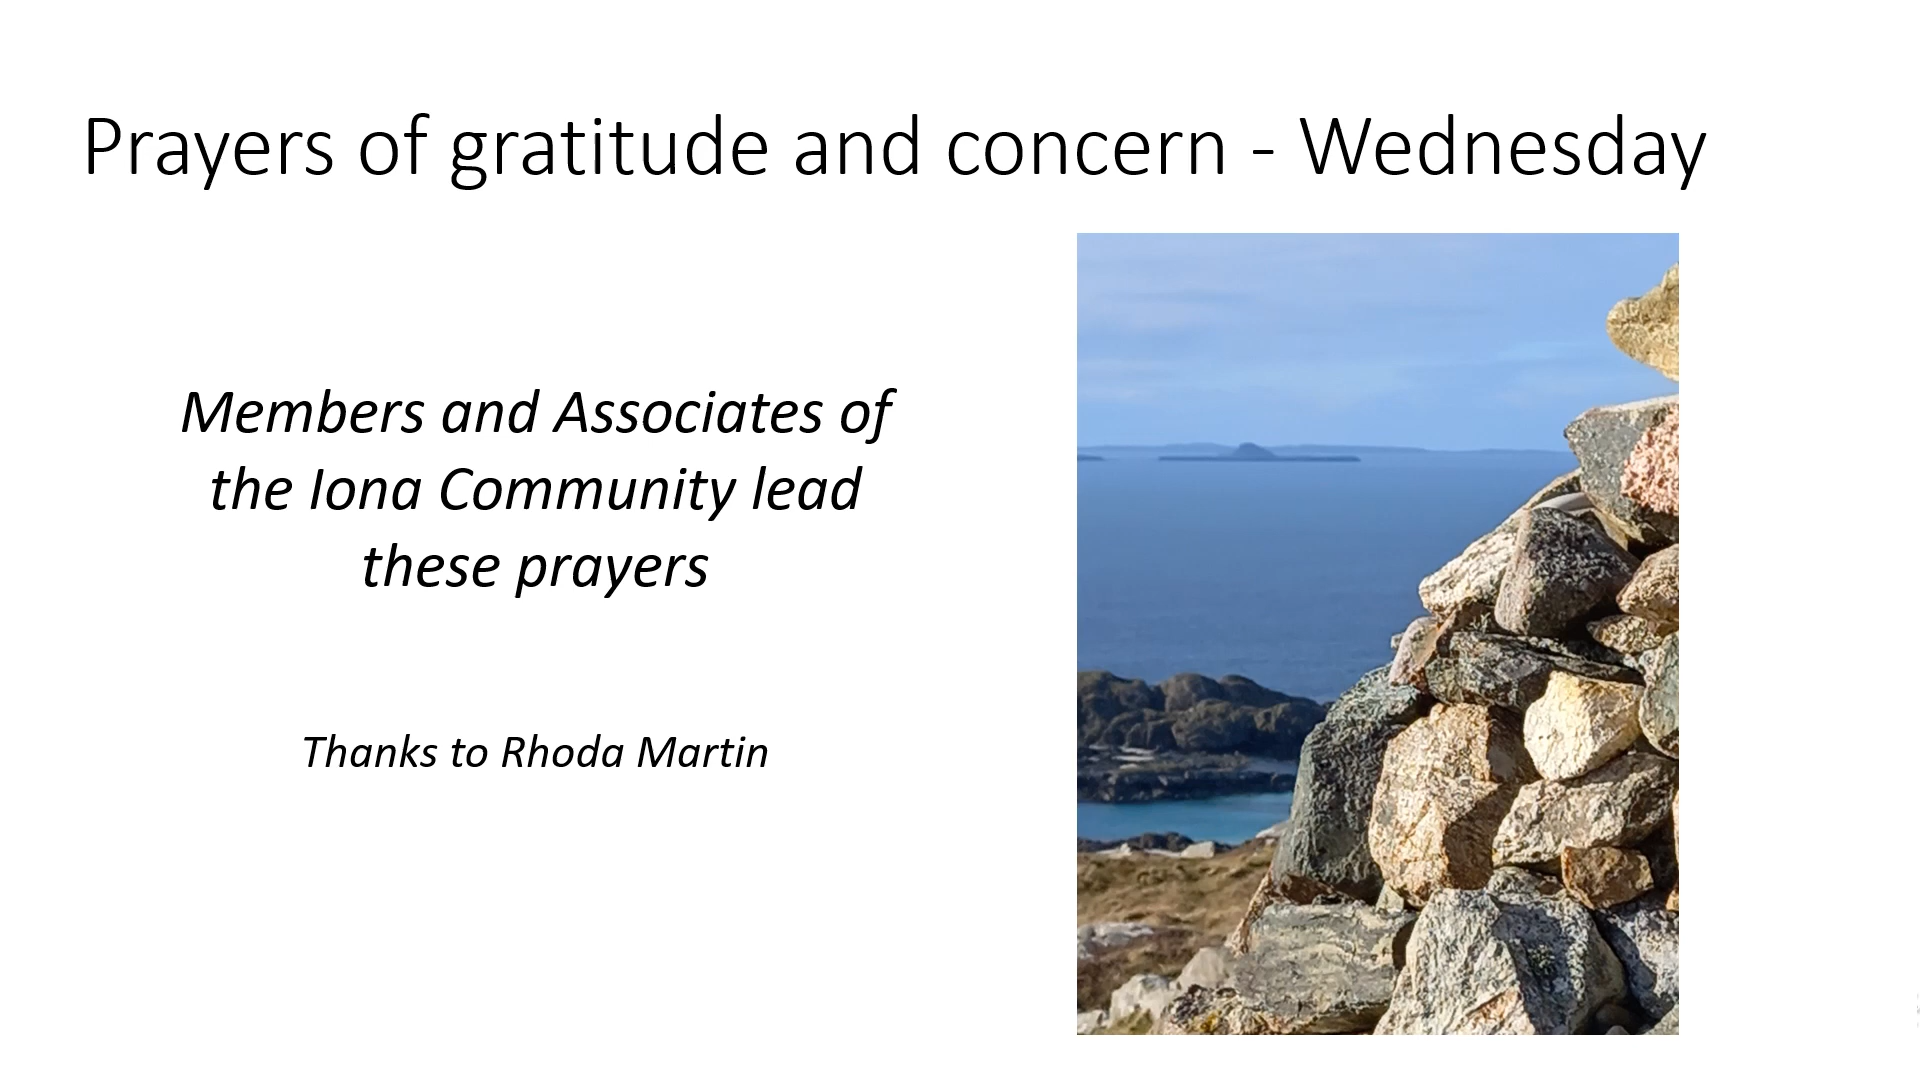 Prayers of gratitude and concern - Wednesday
Members and Associates of
the Iona Community lead
these prayers
Thanks to Rhoda Martin